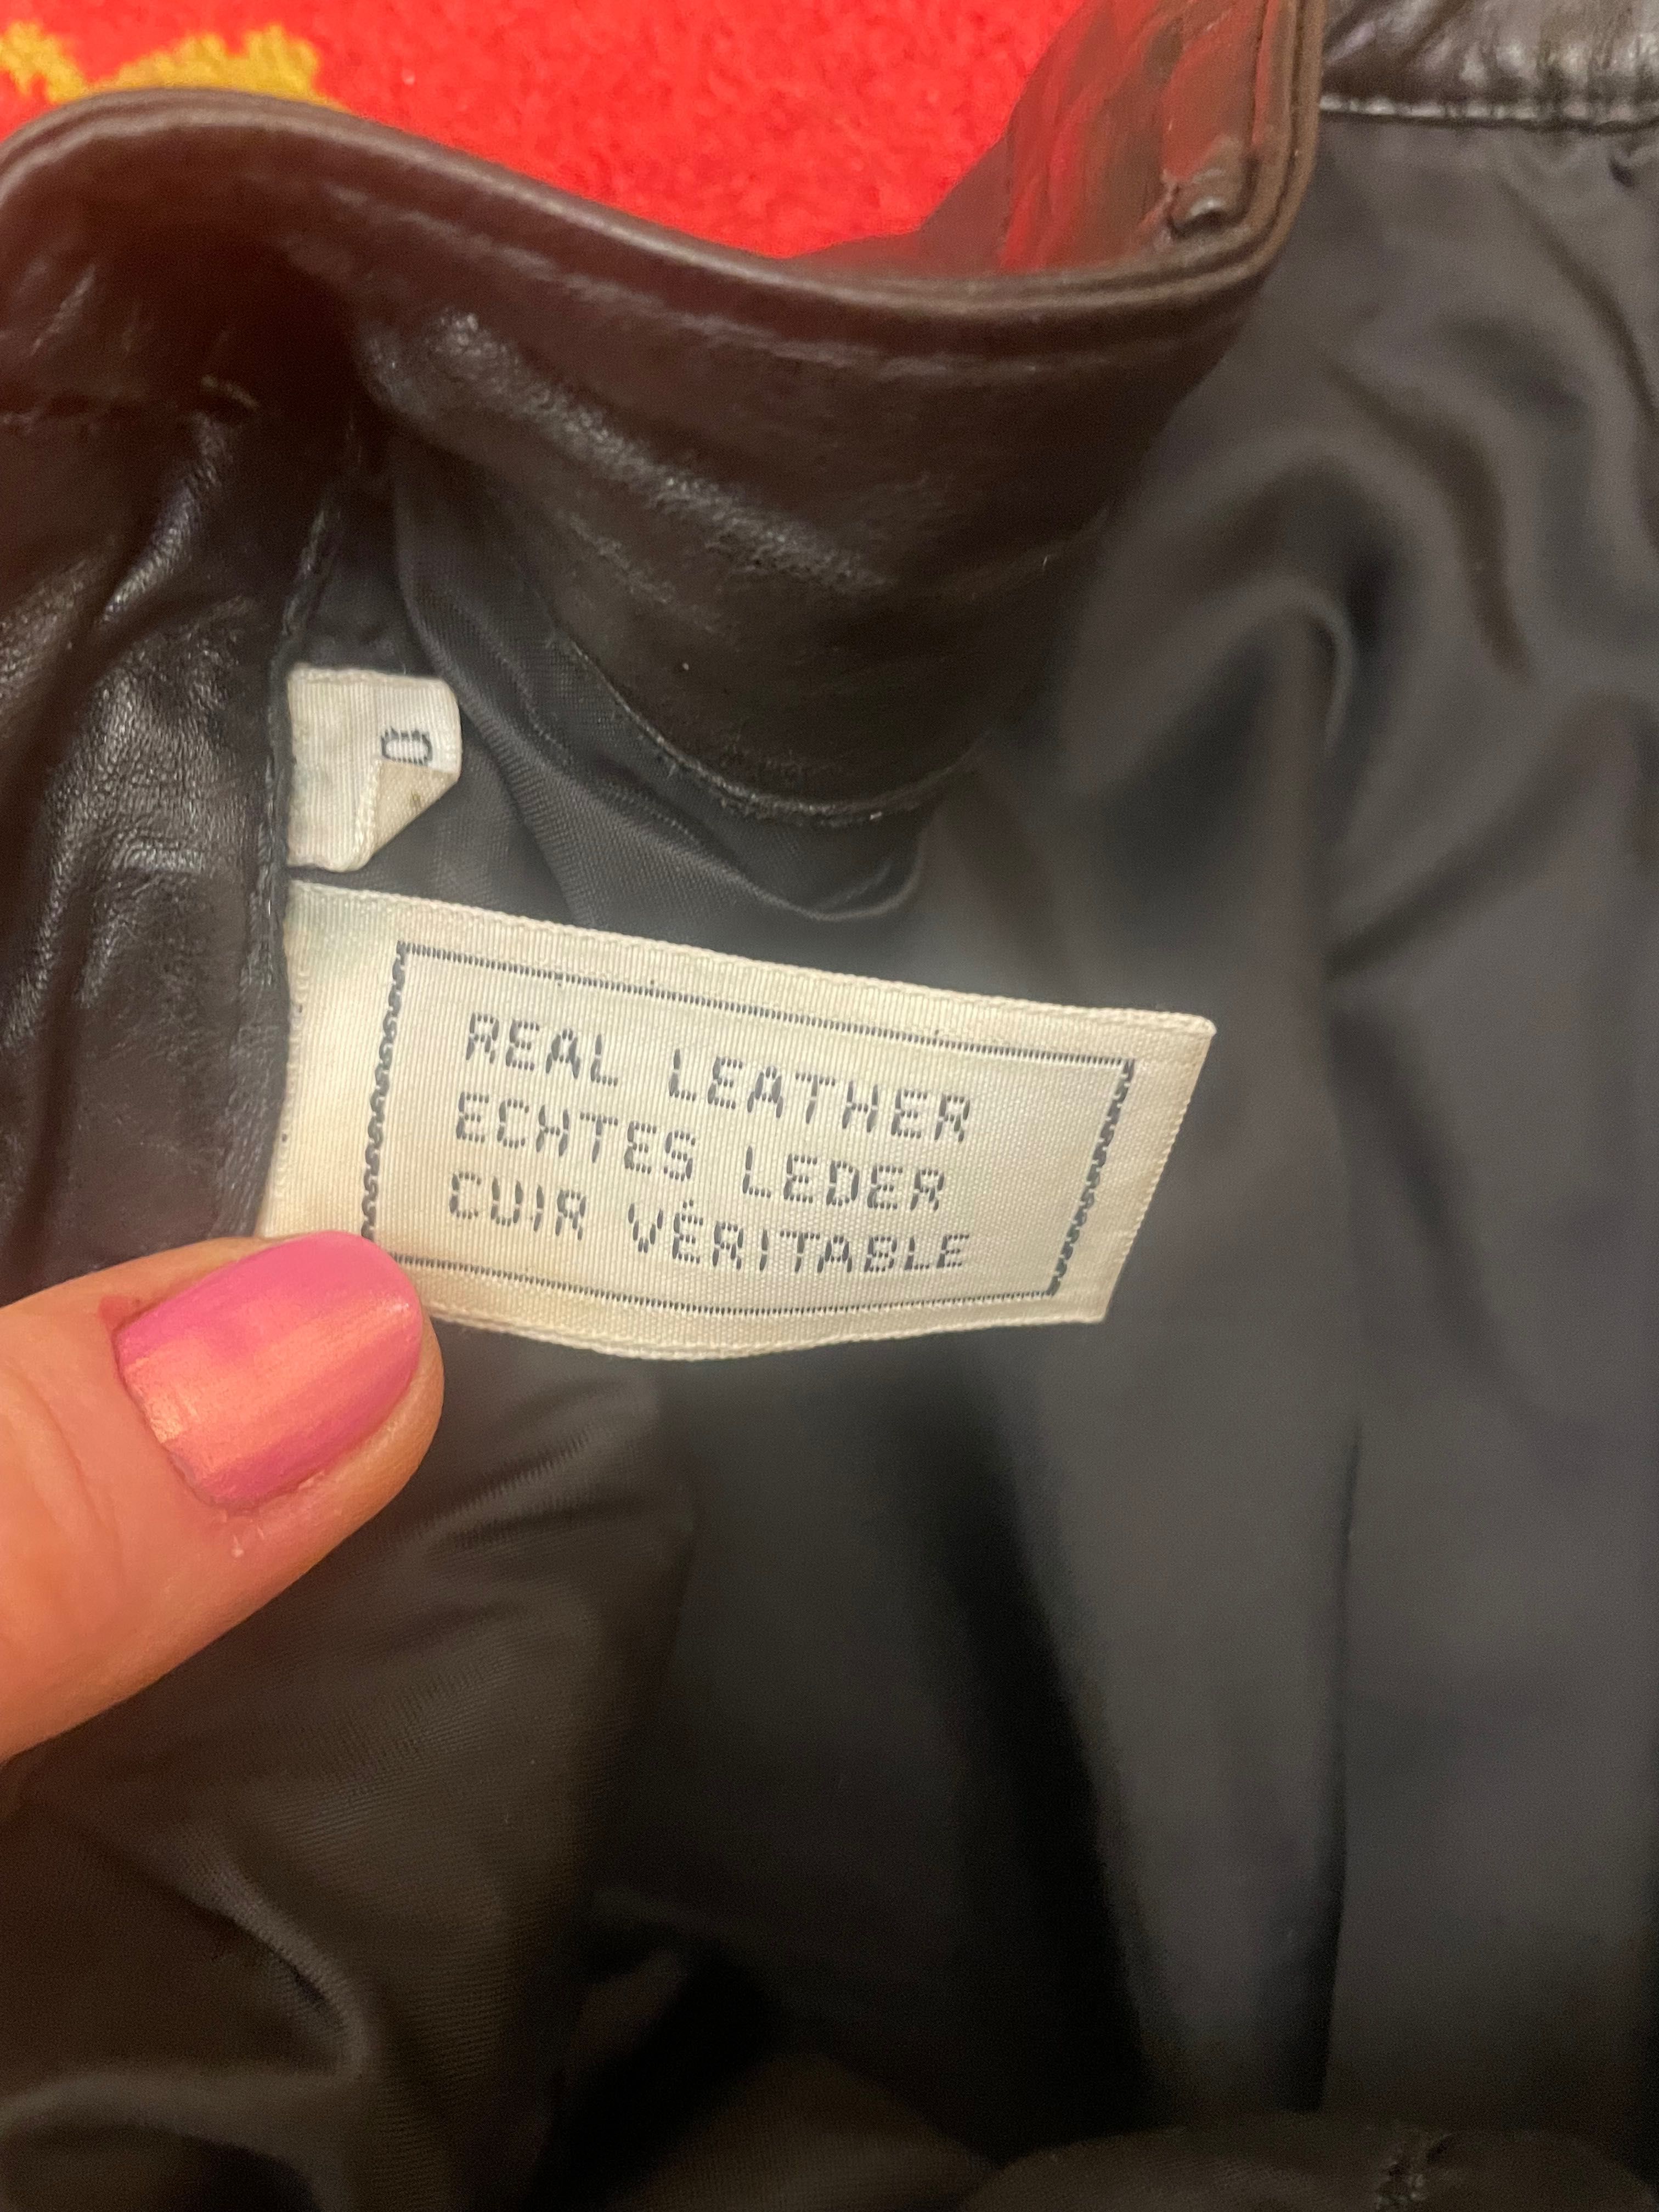 REAL LEATHER
ECHTES LEDER
CUIR VÉRITABLE